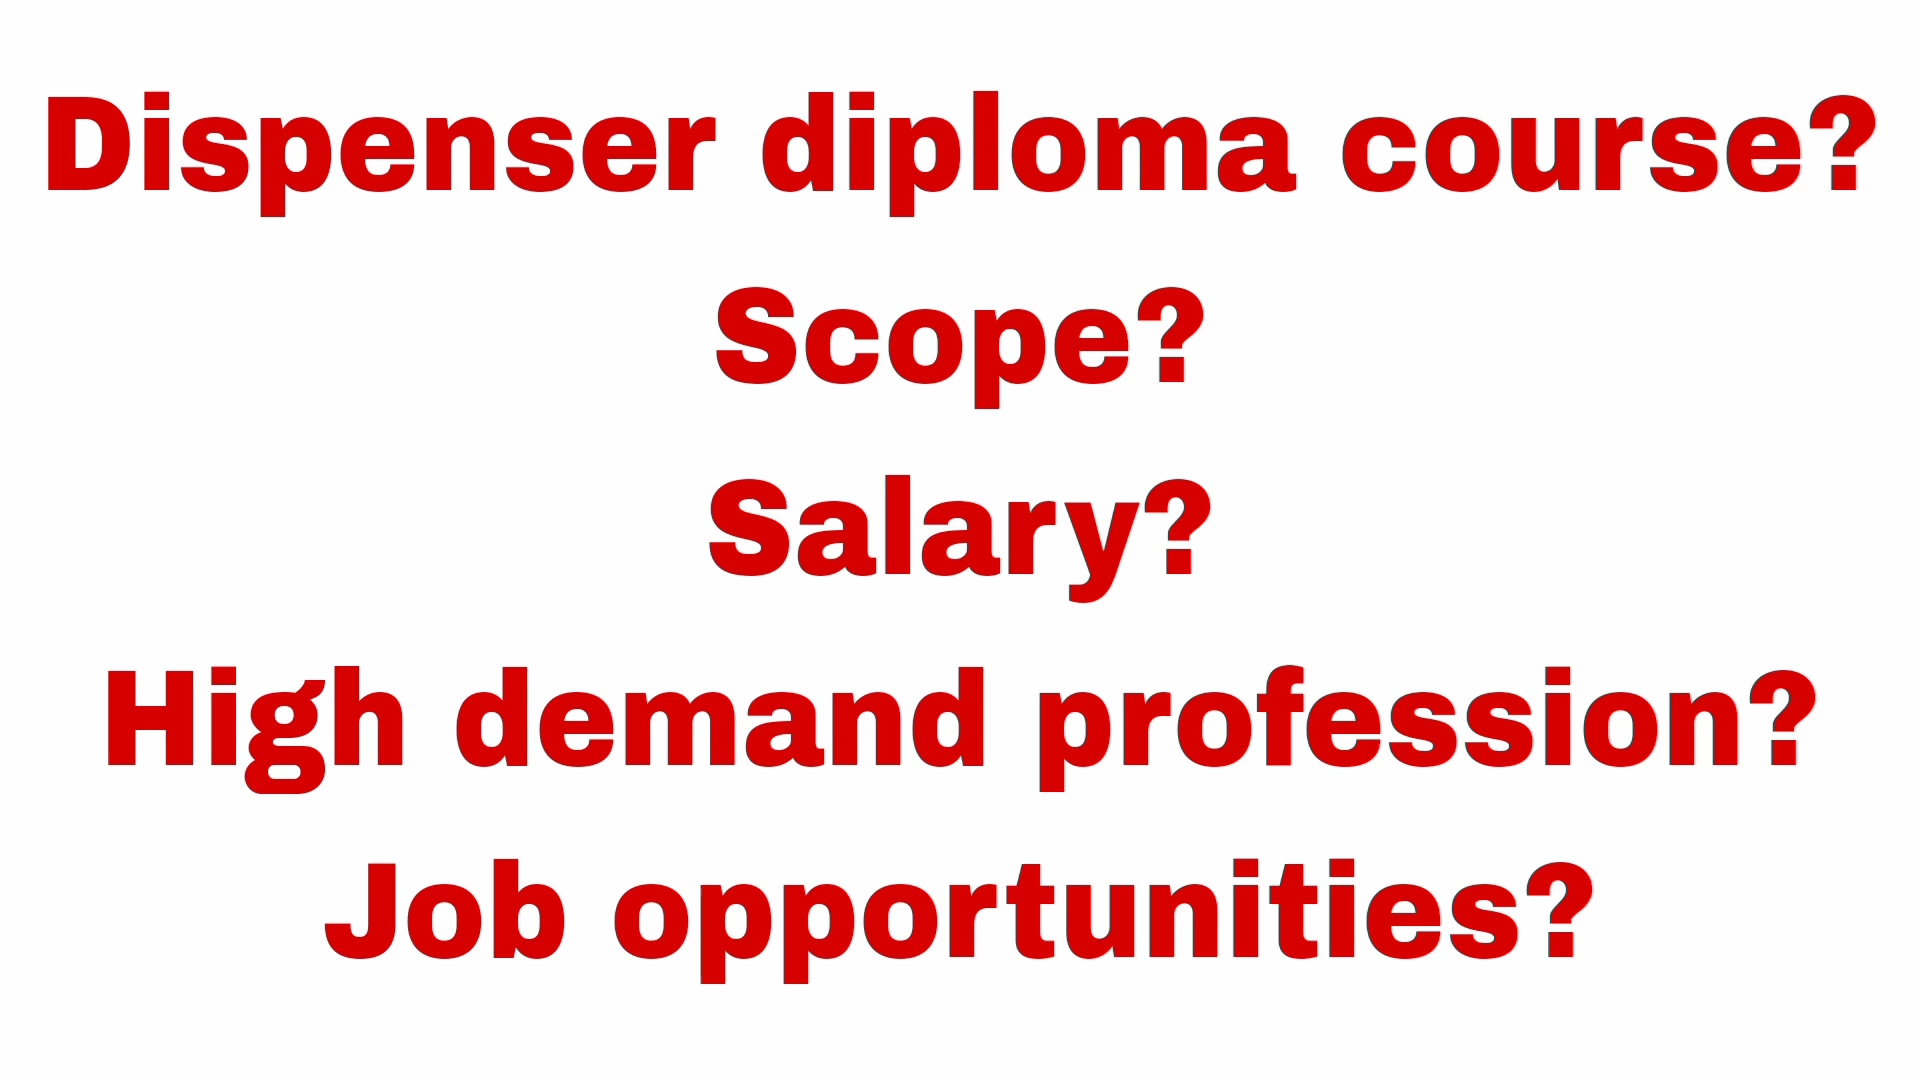 Dispenser diploma course?
Scope?
Salary?
High demand profession?
Job opportunities?